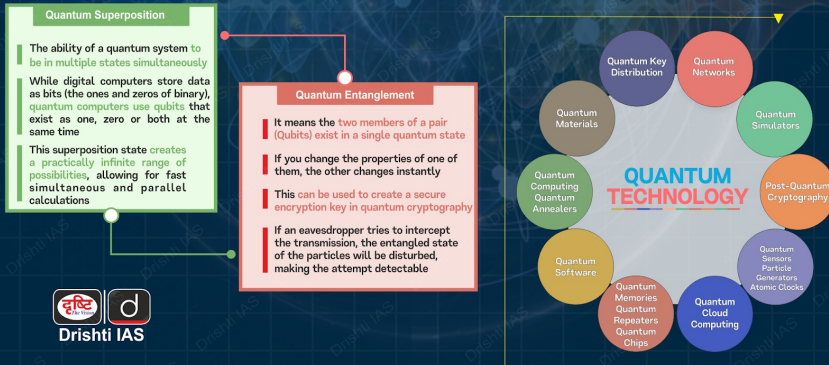 Quantum Superposition
The ability of a quantum system to
be in multiple states simultaneously
While digital computers store data
as bits (the ones and zeros of binary),
quantum computers use qubits that
exist as one, zero or both at the
same time
This superposition state creates
a practically infinite range of
possibilities, allowing for fast
simultaneous and parallel
calculations
Quantum Entanglement
It means the two members of a pair
(Qubits) exist in a single quantum state
If you change the properties of one of
them, the other changes instantly
This can be used to create a secure
encryption key in quantum cryptography
If an eavesdropper tries to intercept
the transmission, the entangled state
of the particles will be disturbed,
making the attempt detectable
दृष्टि
The Vision
d
Drishti IAS
QUANTUM
TECHNOLOGY
Quantum Key
Distribution
Quantum
Networks
Quantum
Simulators
Post-Quantum
Cryptography
Quantum
Sensors
Particle
Generators
Atomic Clocks
Quantum
Cloud
Computing
Quantum
Memories
Quantum
Repeaters
Quantum
Chips
Quantum
Software
Quantum
Computing
Quantum
Annealers
Quantum
Materials